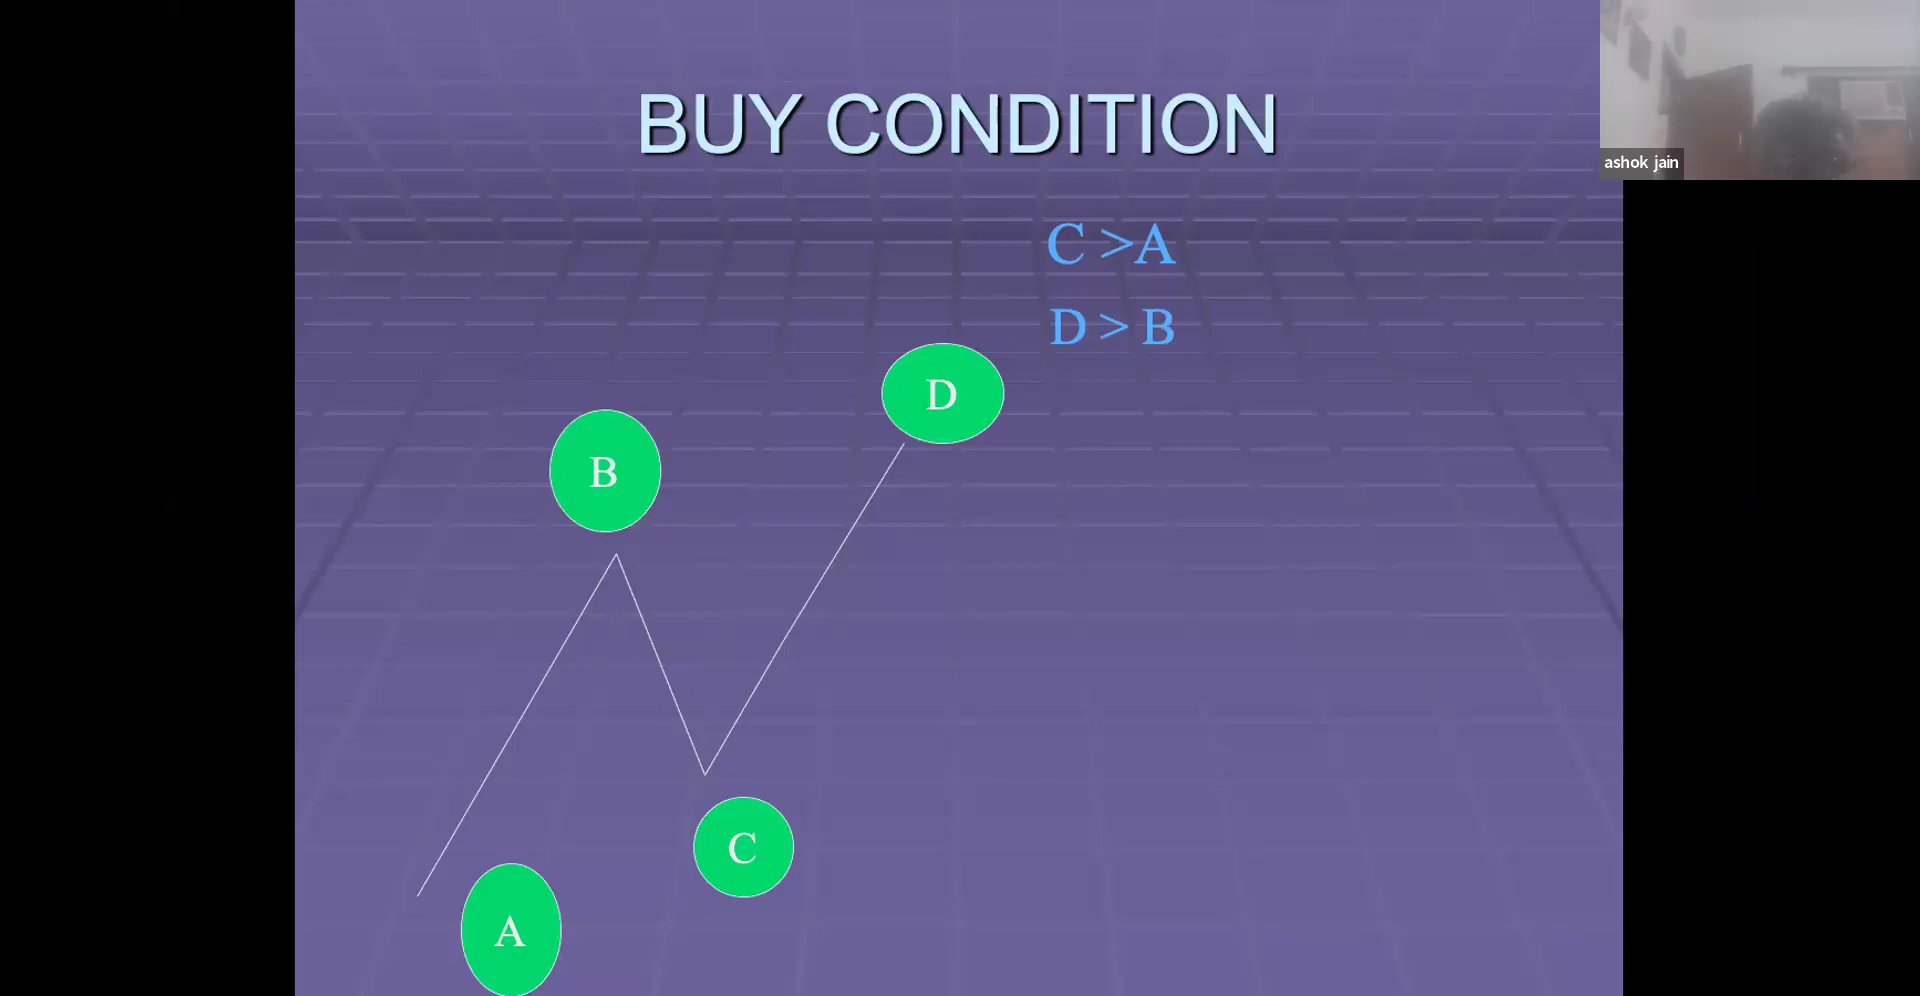 BUY CONDITION
ashok jain
C >A
D > B
D
B
C
A